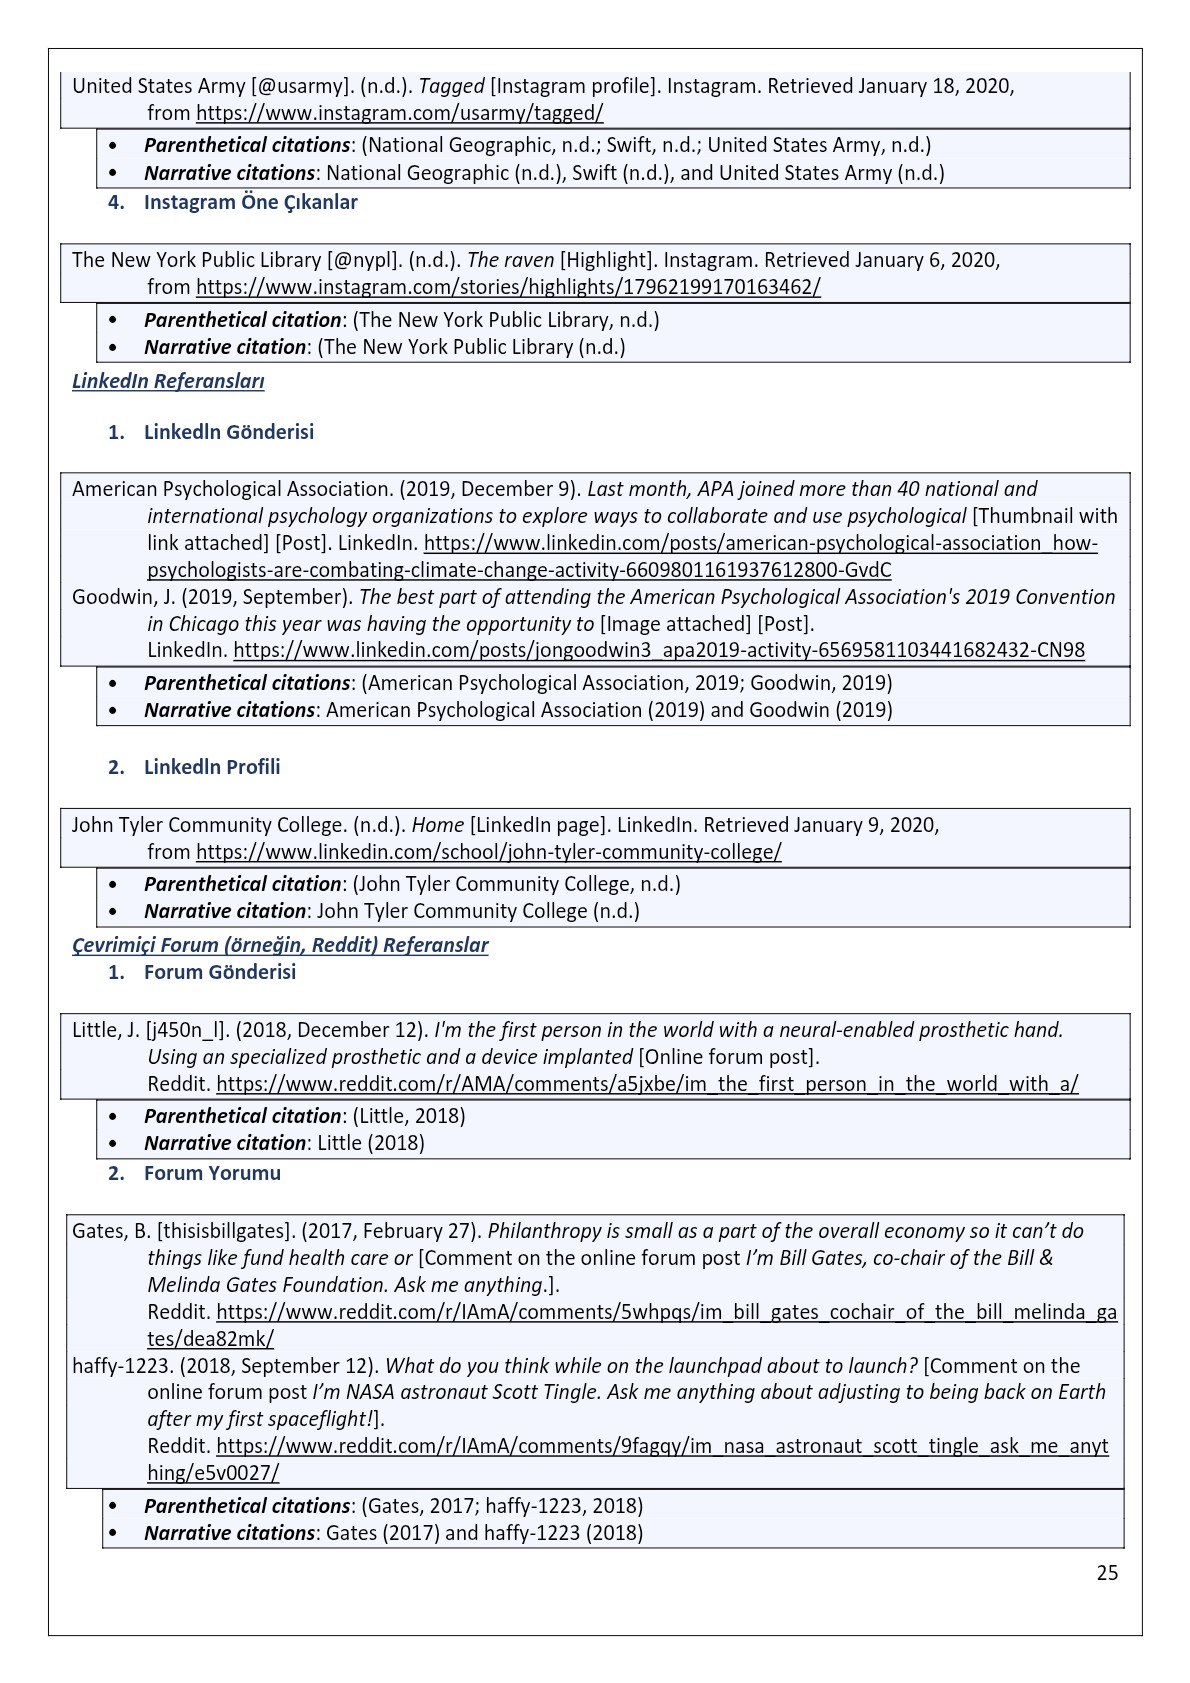 United States Army [@usarmy]. (n.d.). Tagged [Instagram profile]. Instagram. Retrieved January 18, 2020,
from https://www.instagram.com/usarmy/tagged/
• Parenthetical citations: (National Geographic, n.d.; Swift, n.d.; United States Army, n.d.)
• Narrative citations: National Geographic (n.d.), Swift (n.d.), and United States Army (n.d.)
4. Instagram Öne Çıkanlar
The New York Public Library [@nypl]. (n.d.). The raven [Highlight]. Instagram. Retrieved January 6, 2020,
from https://www.instagram.com/stories/highlights/17962199170163462/
• Parenthetical citation: (The New York Public Library, n.d.)
• Narrative citation: (The New York Public Library (n.d.)
LinkedIn Referansları
1. Linkedln Gönderisi
American Psychological Association. (2019, December 9). Last month, APA joined more than 40 national and
international psychology organizations to explore ways to collaborate and use psychological [Thumbnail with
link attached] [Post]. LinkedIn. https://www.linkedin.com/posts/american-psychological-association_how-
psychologists-are-combating-climate-change-activity-6609801161937612800-GvdC
Goodwin, J. (2019, September). The best part of attending the American Psychological Association's 2019 Convention
in Chicago this year was having the opportunity to [Image attached] [Post].
LinkedIn. https://www.linkedin.com/posts/jongoodwin3_apa2019-activity-6569581103441682432-CN98
• Parenthetical citations: (American Psychological Association, 2019; Goodwin, 2019)
• Narrative citations: American Psychological Association (2019) and Goodwin (2019)
2. Linkedln Profili
John Tyler Community College. (n.d.). Home [LinkedIn page]. LinkedIn. Retrieved January 9, 2020,
from https://www.linkedin.com/school/john-tyler-community-college/
• Parenthetical citation: (John Tyler Community College, n.d.)
• Narrative citation: John Tyler Community College (n.d.)
Çevrimiçi Forum (örneğin, Reddit) Referanslar
1. Forum Gönderisi
Little, J. [j450n_l]. (2018, December 12). I'm the first person in the world with a neural-enabled prosthetic hand.
Using an specialized prosthetic and a device implanted [Online forum post].
Reddit. https://www.reddit.com/r/AMA/comments/a5jxbe/im_the_first_person_in_the_world_with_a/
• Parenthetical citation: (Little, 2018)
• Narrative citation: Little (2018)
2. Forum Yorumu
Gates, B. [thisisbillgates]. (2017, February 27). Philanthropy is small as a part of the overall economy so it can’t do
things like fund health care or [Comment on the online forum post I’m Bill Gates, co-chair of the Bill &
Melinda Gates Foundation. Ask me anything.].
Reddit. https://www.reddit.com/r/IAmA/comments/5whpqs/im_bill_gates_cochair_of_the_bill_melinda_ga
tes/dea82mk/
haffy-1223. (2018, September 12). What do you think while on the launchpad about to launch? [Comment on the
online forum post I’m NASA astronaut Scott Tingle. Ask me anything about adjusting to being back on Earth
after my first spaceflight!].
Reddit. https://www.reddit.com/r/IAmA/comments/9fagqy/im_nasa_astronaut_scott_tingle_ask_me_anyt
hing/e5v0027/
• Parenthetical citations: (Gates, 2017; haffy-1223, 2018)
• Narrative citations: Gates (2017) and haffy-1223 (2018)
25